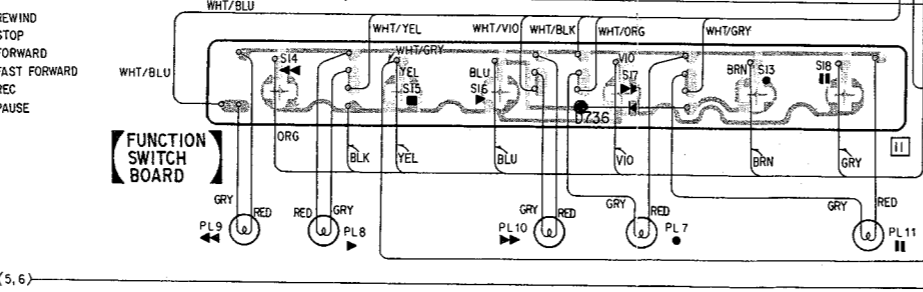 WHT/BLU
REWIND
STOP
FORWARD
FAST FORWARD
REC
PAUSE
WHT/YEL
WHT/VIO
WHT/BLK
WHT/ORG
WHT/GRY
WHT/GRY
WHT/BLU
S14
YEL
S15
BLU
S16
VIO
S17
BRN
S13
S18
D736
ORG
BLK
YEL
BLU
VIO
BRN
GRY
11
FUNCTION
SWITCH
BOARD
GRY
RED
RED
GRY
GRY
RED
GRY
RED
GRY
RED
PL9
PL8
PL10
PL7
PL11
(5,6)